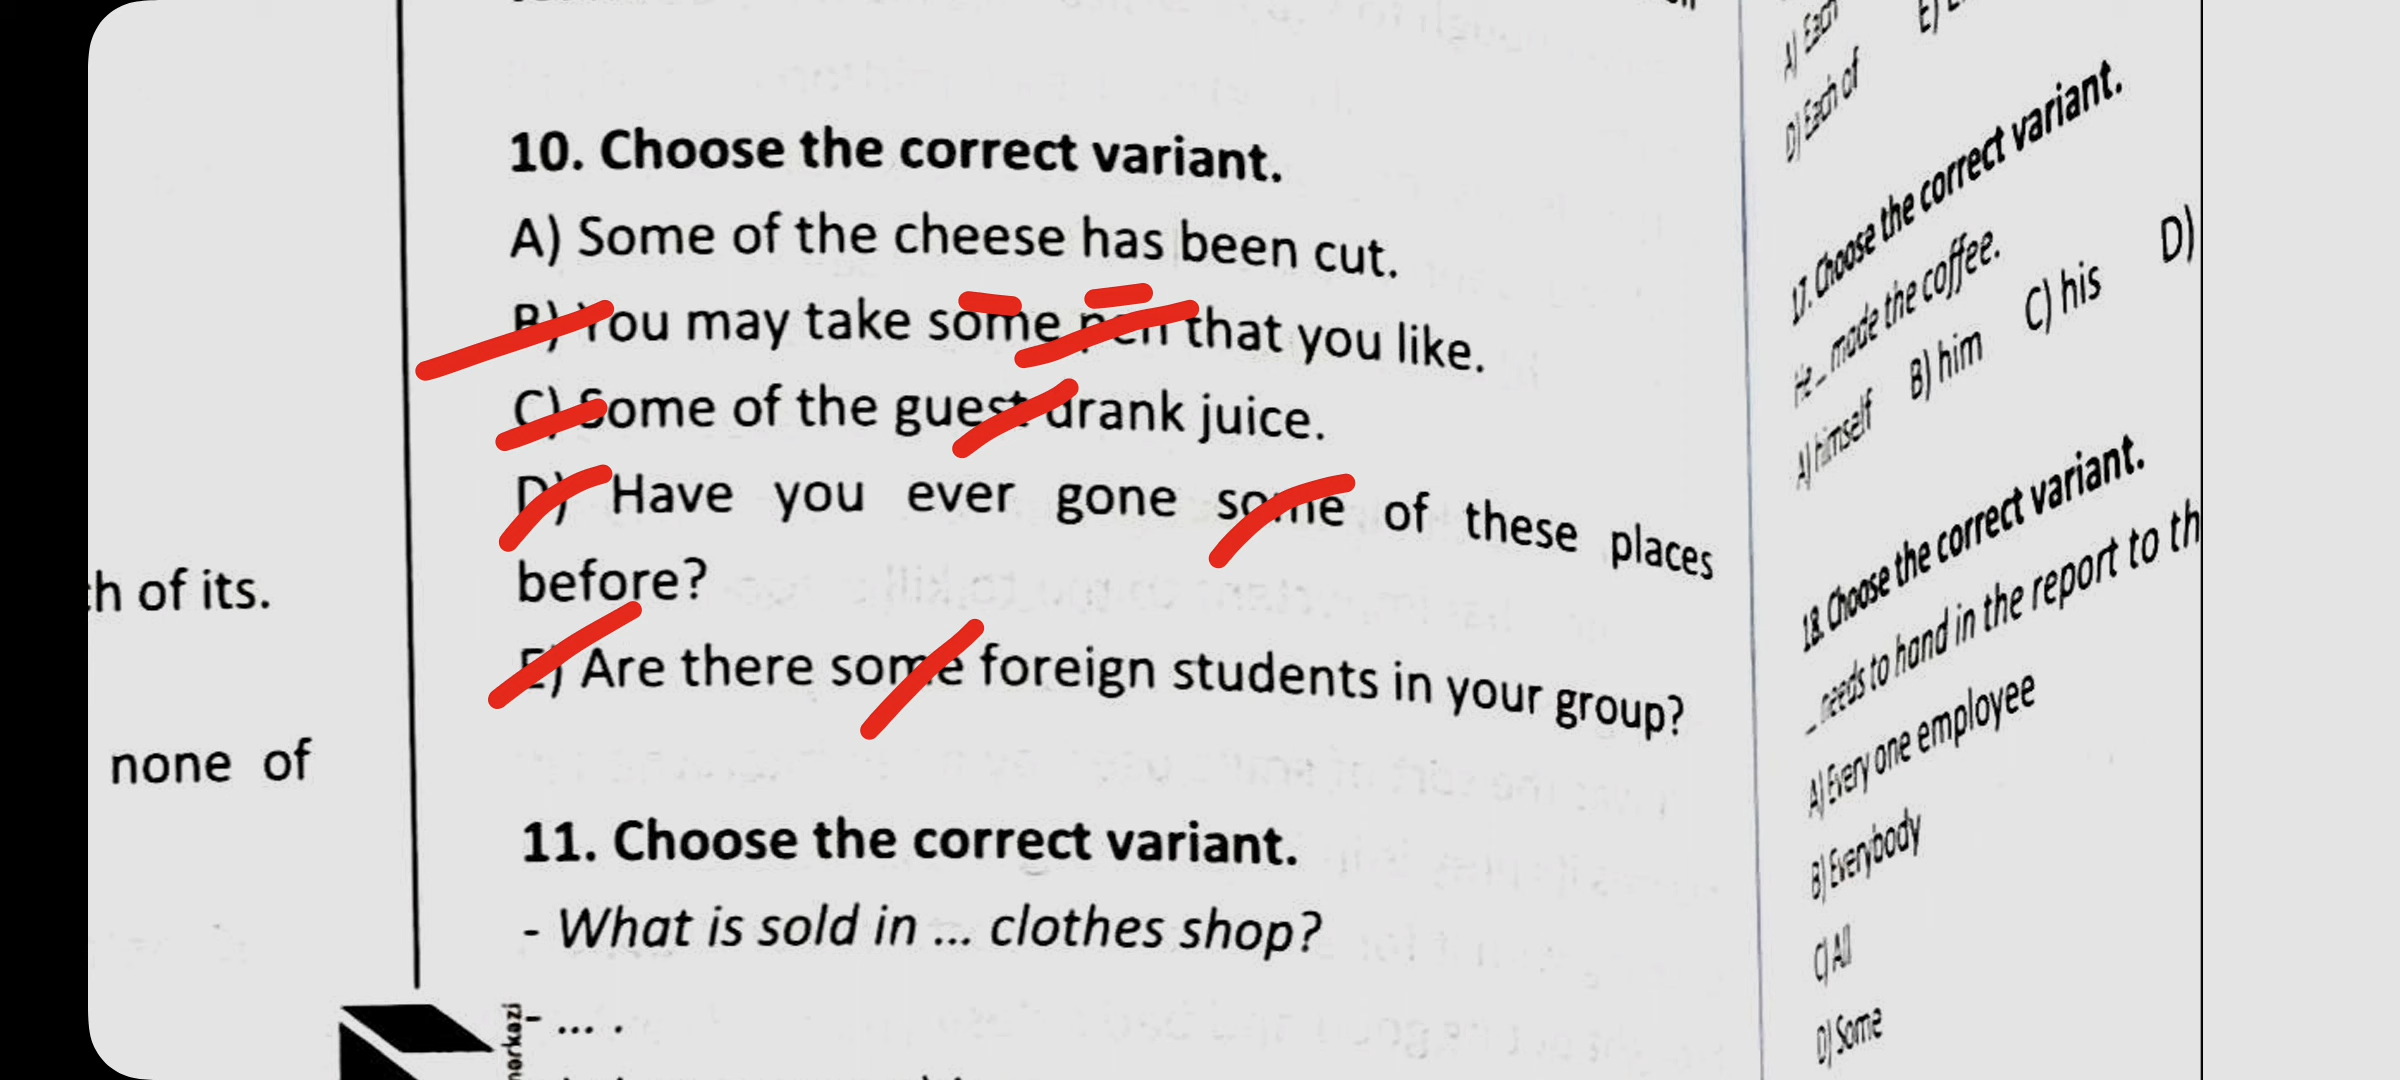 ch of its.
none of
10. Choose the correct variant.
A) Some of the cheese has been cut.
B) You may take some pen that you like.
C) Some of the guest drank juice.
D) Have you ever gone some of these places
before?
E) Are there some foreign students in your group?
11. Choose the correct variant.
- What is sold in ... clothes shop?
- ... .
A) Each
E)
D) Each of
17. Choose the correct variant.
He _ made the coffee.
A) himself B) him C) his D)
18. Choose the correct variant.
_ needs to hand in the report to th
A) Every one employee
B) Everybody
C) All
D) Some